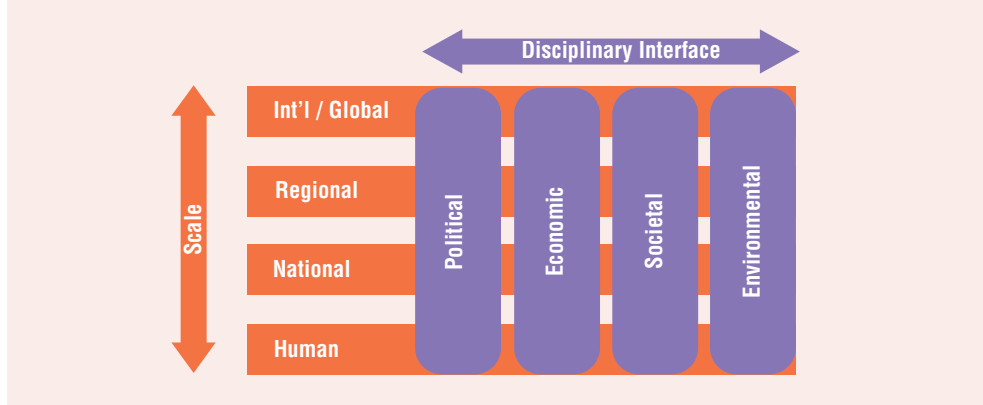 Disciplinary Interface
Scale
Int'l / Global
Regional
National
Human
Political
Economic
Societal
Environmental